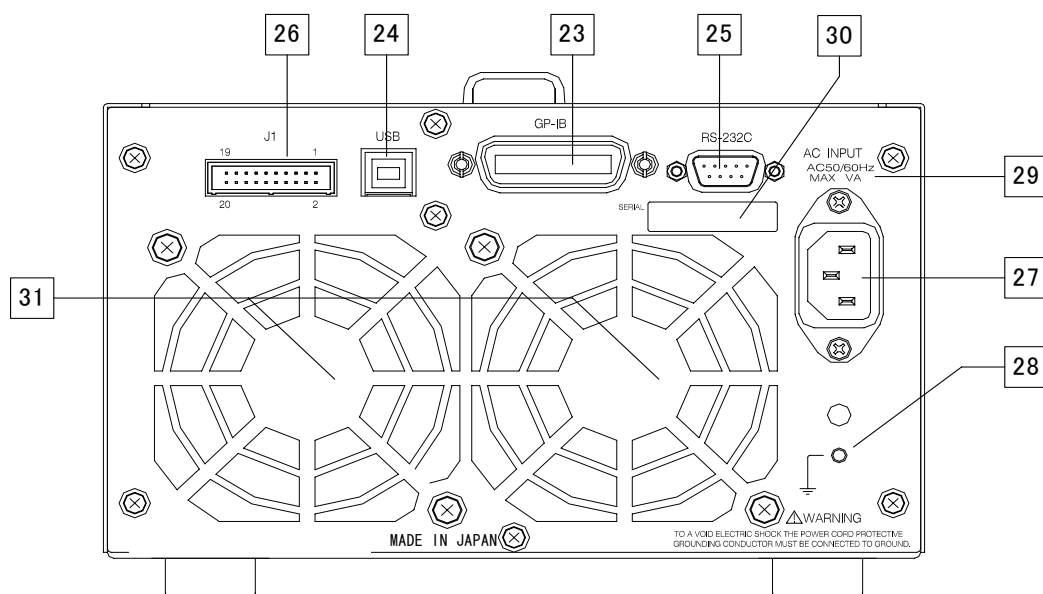 26
24
23
25
30
J1
USB
GP-IB
RS-232C
19
1
20
2
AC INPUT
AC50/60Hz
MAX VA
29
SERIAL
31
27
28
WARNING
MADE IN JAPAN
TO A VOID ELECTRIC SHOCK THE POWER CORD PROTECTIVE
GROUNDING CONDUCTOR MUST BE CONNECTED TO GROUND.